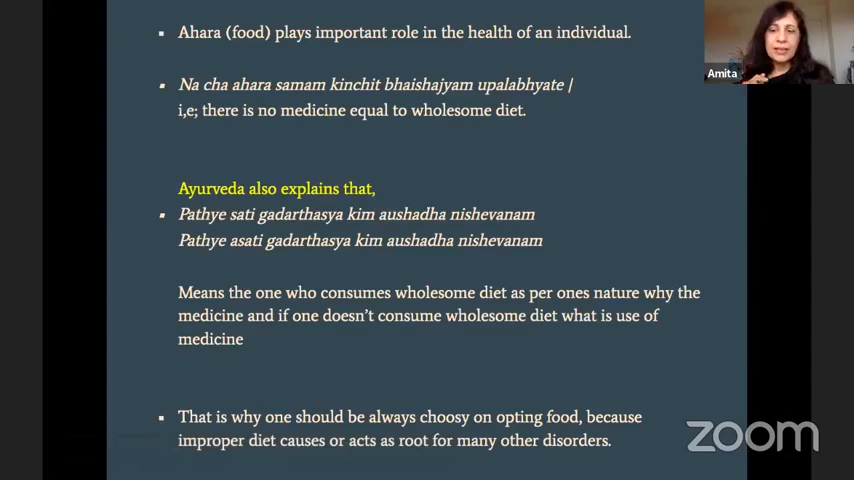 Ahara (food) plays important role in the health of an individual.
Na cha ahara samam kinchit bhaishajyam upalabhyate |
i,e; there is no medicine equal to wholesome diet.
Ayurveda also explains that,
Pathye sati gadarthasya kim aushadha nishevanam
Pathye asati gadarthasya kim aushadha nishevanam
Means the one who consumes wholesome diet as per ones nature why the
medicine and if one doesn't consume wholesome diet what is use of
medicine
That is why one should be always choosy on opting food, because
improper diet causes or acts as root for many other disorders.
Amita
zoom